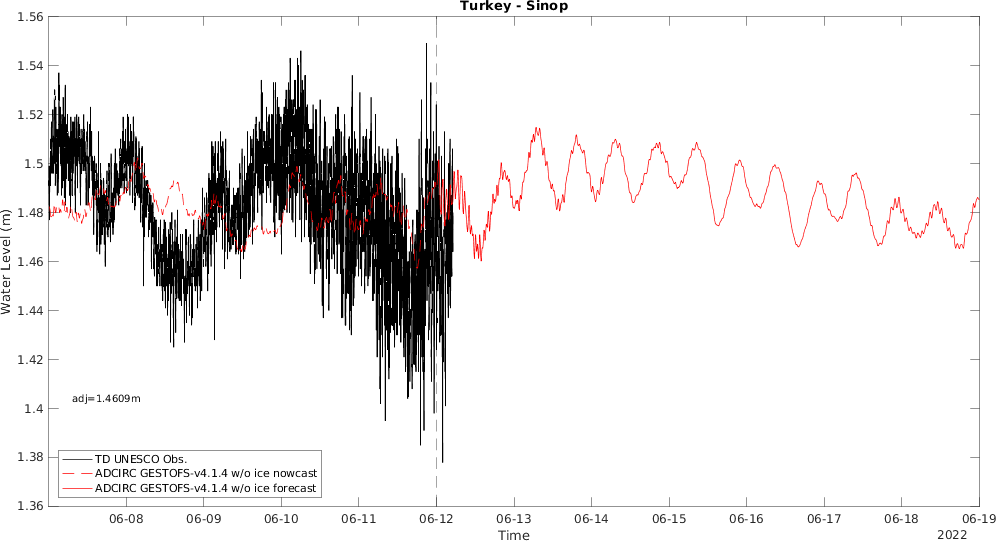 Turkey - Sinop
1.56
1.54
1.52
1.5
1.48
1.46
1.44
1.42
1.4
1.38
1.36
Water Level (m)
adj=1.4609m
TD UNESCO Obs.
ADCIRC GESTOFS-v4.1.4 w/o ice nowcast
ADCIRC GESTOFS-v4.1.4 w/o ice forecast
06-08 06-09 06-10 06-11 06-12 06-13 06-14 06-15 06-16 06-17 06-18 06-19
Time
2022